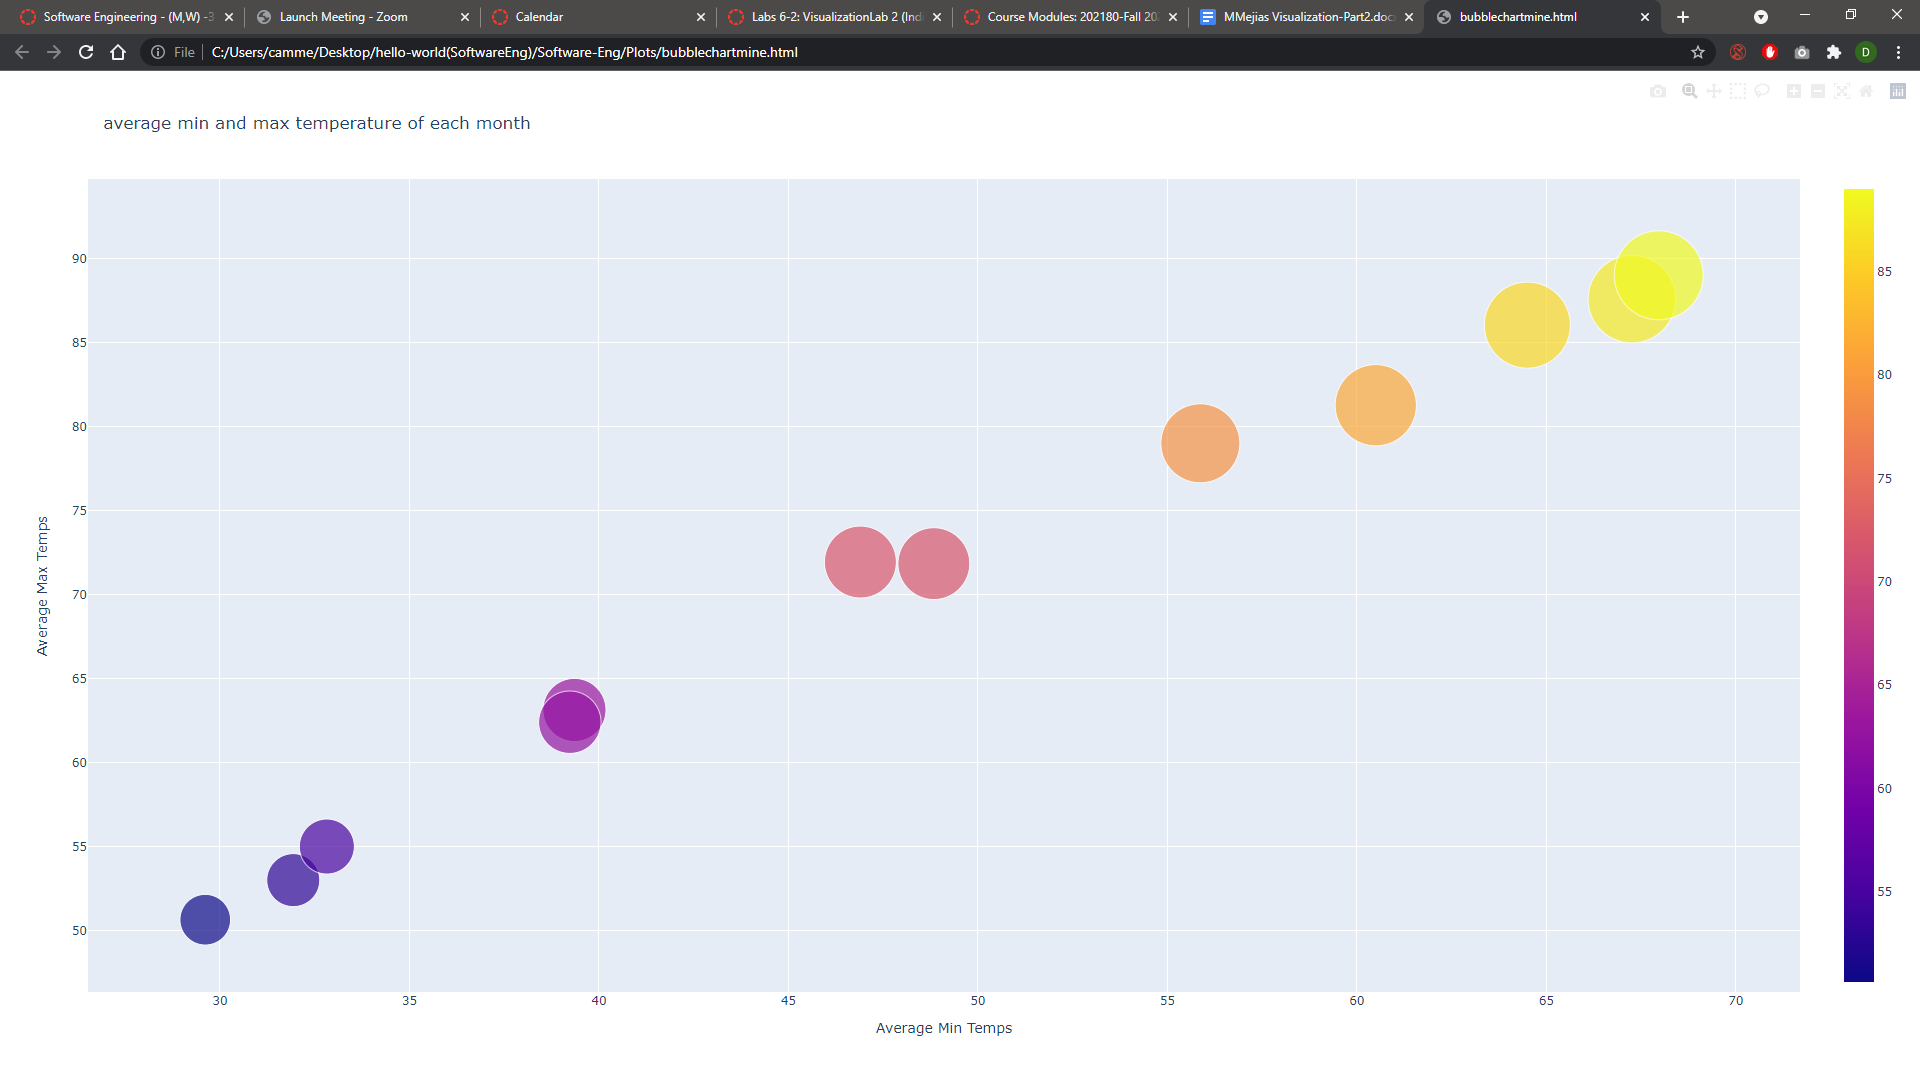 Software Engineering - (M,W) -3
Launch Meeting - Zoom
Calendar
Labs 6-2: VisualizationLab 2 (Ind
Course Modules: 202180-Fall 20
MMejias Visualization-Part2.doc
bubblechartmine.html
File
C:/Users/camme/Desktop/hello-world(SoftwareEng)/Software-Eng/Plots/bubblechartmine.html
D
average min and max temperature of each month
90
85
80
75
70
65
60
55
50
Average Max Temps
30 35 40 45 50 55 60 65 70
Average Min Temps
85
80
75
70
65
60
55